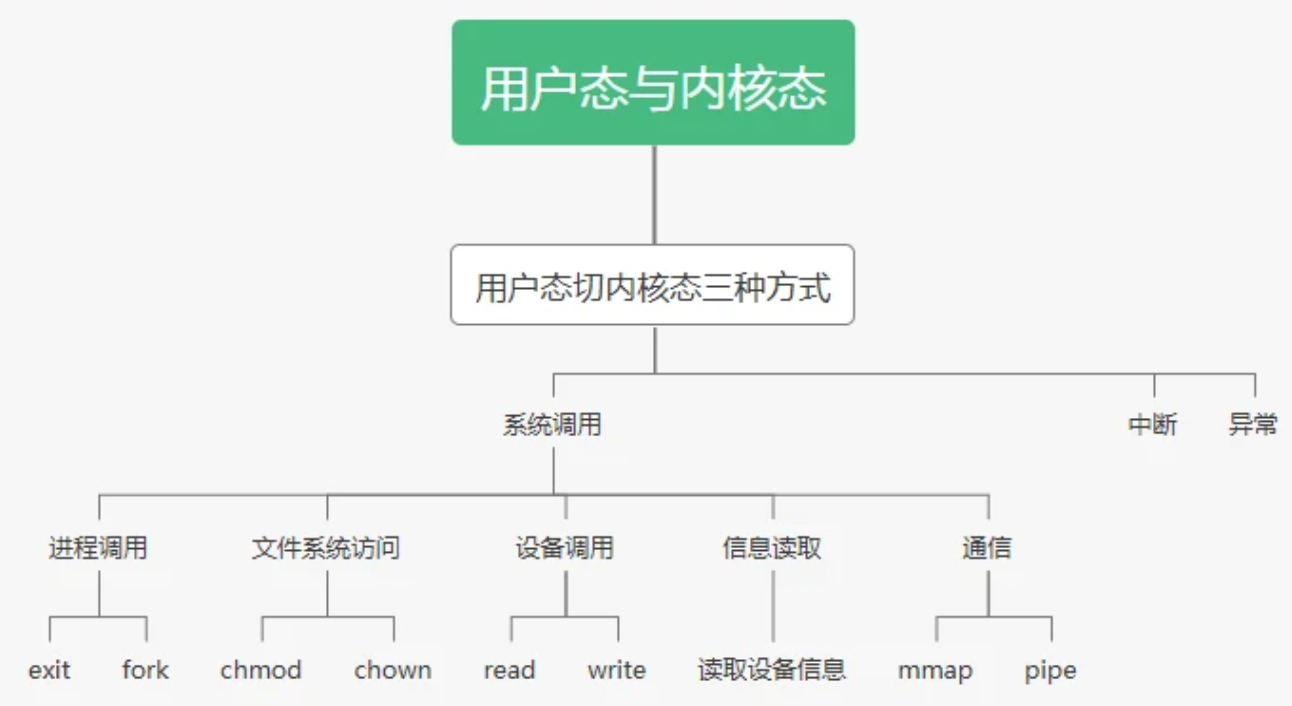 用户态与内核态
用户态切内核态三种方式
系统调用 中断 异常
进程调用 文件系统访问 设备调用 信息读取 通信
exit fork chmod chown read write 读取设备信息 mmap pipe